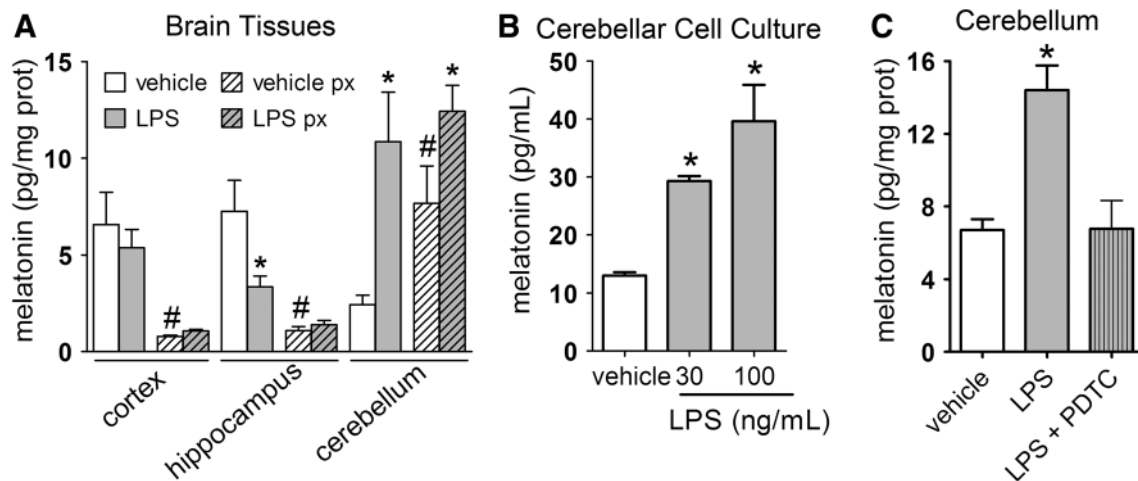 A Brain Tissues
melatonin (pg/mg prot)
15
10
5
0
vehicle
LPS
vehicle px
LPS px
*
*
*
#
#
#
cortex
hippocampus
cerebellum
B Cerebellar Cell Culture
melatonin (pg/mL)
50
40
30
20
10
0
*
*
vehicle 30 100
LPS (ng/mL)
C Cerebellum
melatonin (pg/mg prot)
16
12
8
4
0
*
vehicle
LPS
LPS + PDTC